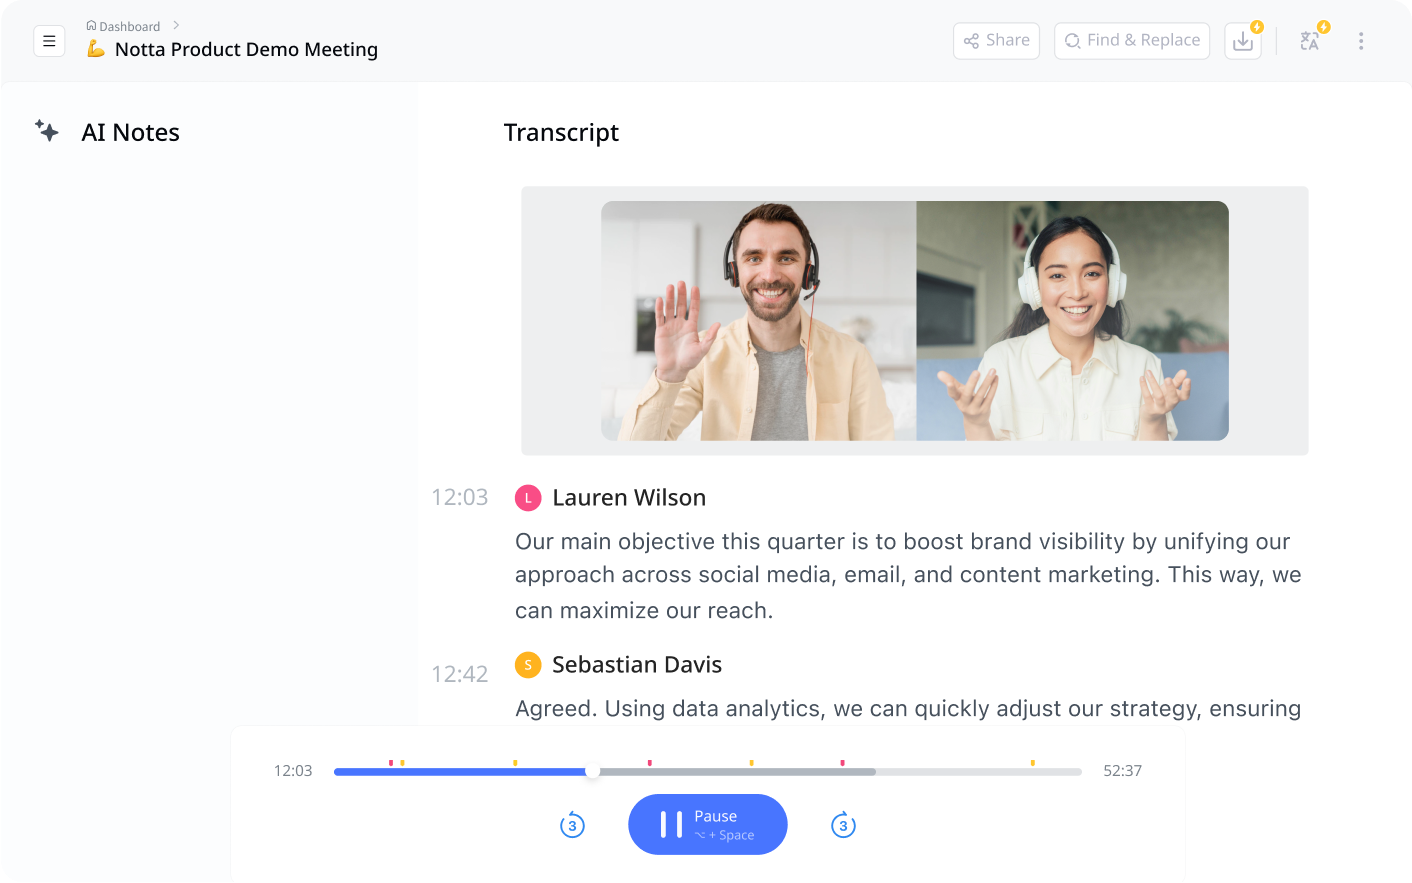 Dashboard
💪 Notta Product Demo Meeting
Share
Find & Replace
AI Notes
Transcript
12:03
L
Lauren Wilson
Our main objective this quarter is to boost brand visibility by unifying our
approach across social media, email, and content marketing. This way, we
can maximize our reach.
12:42
S
Sebastian Davis
Agreed. Using data analytics, we can quickly adjust our strategy, ensuring
12:03
52:37
3
Pause
⌥ + Space
3